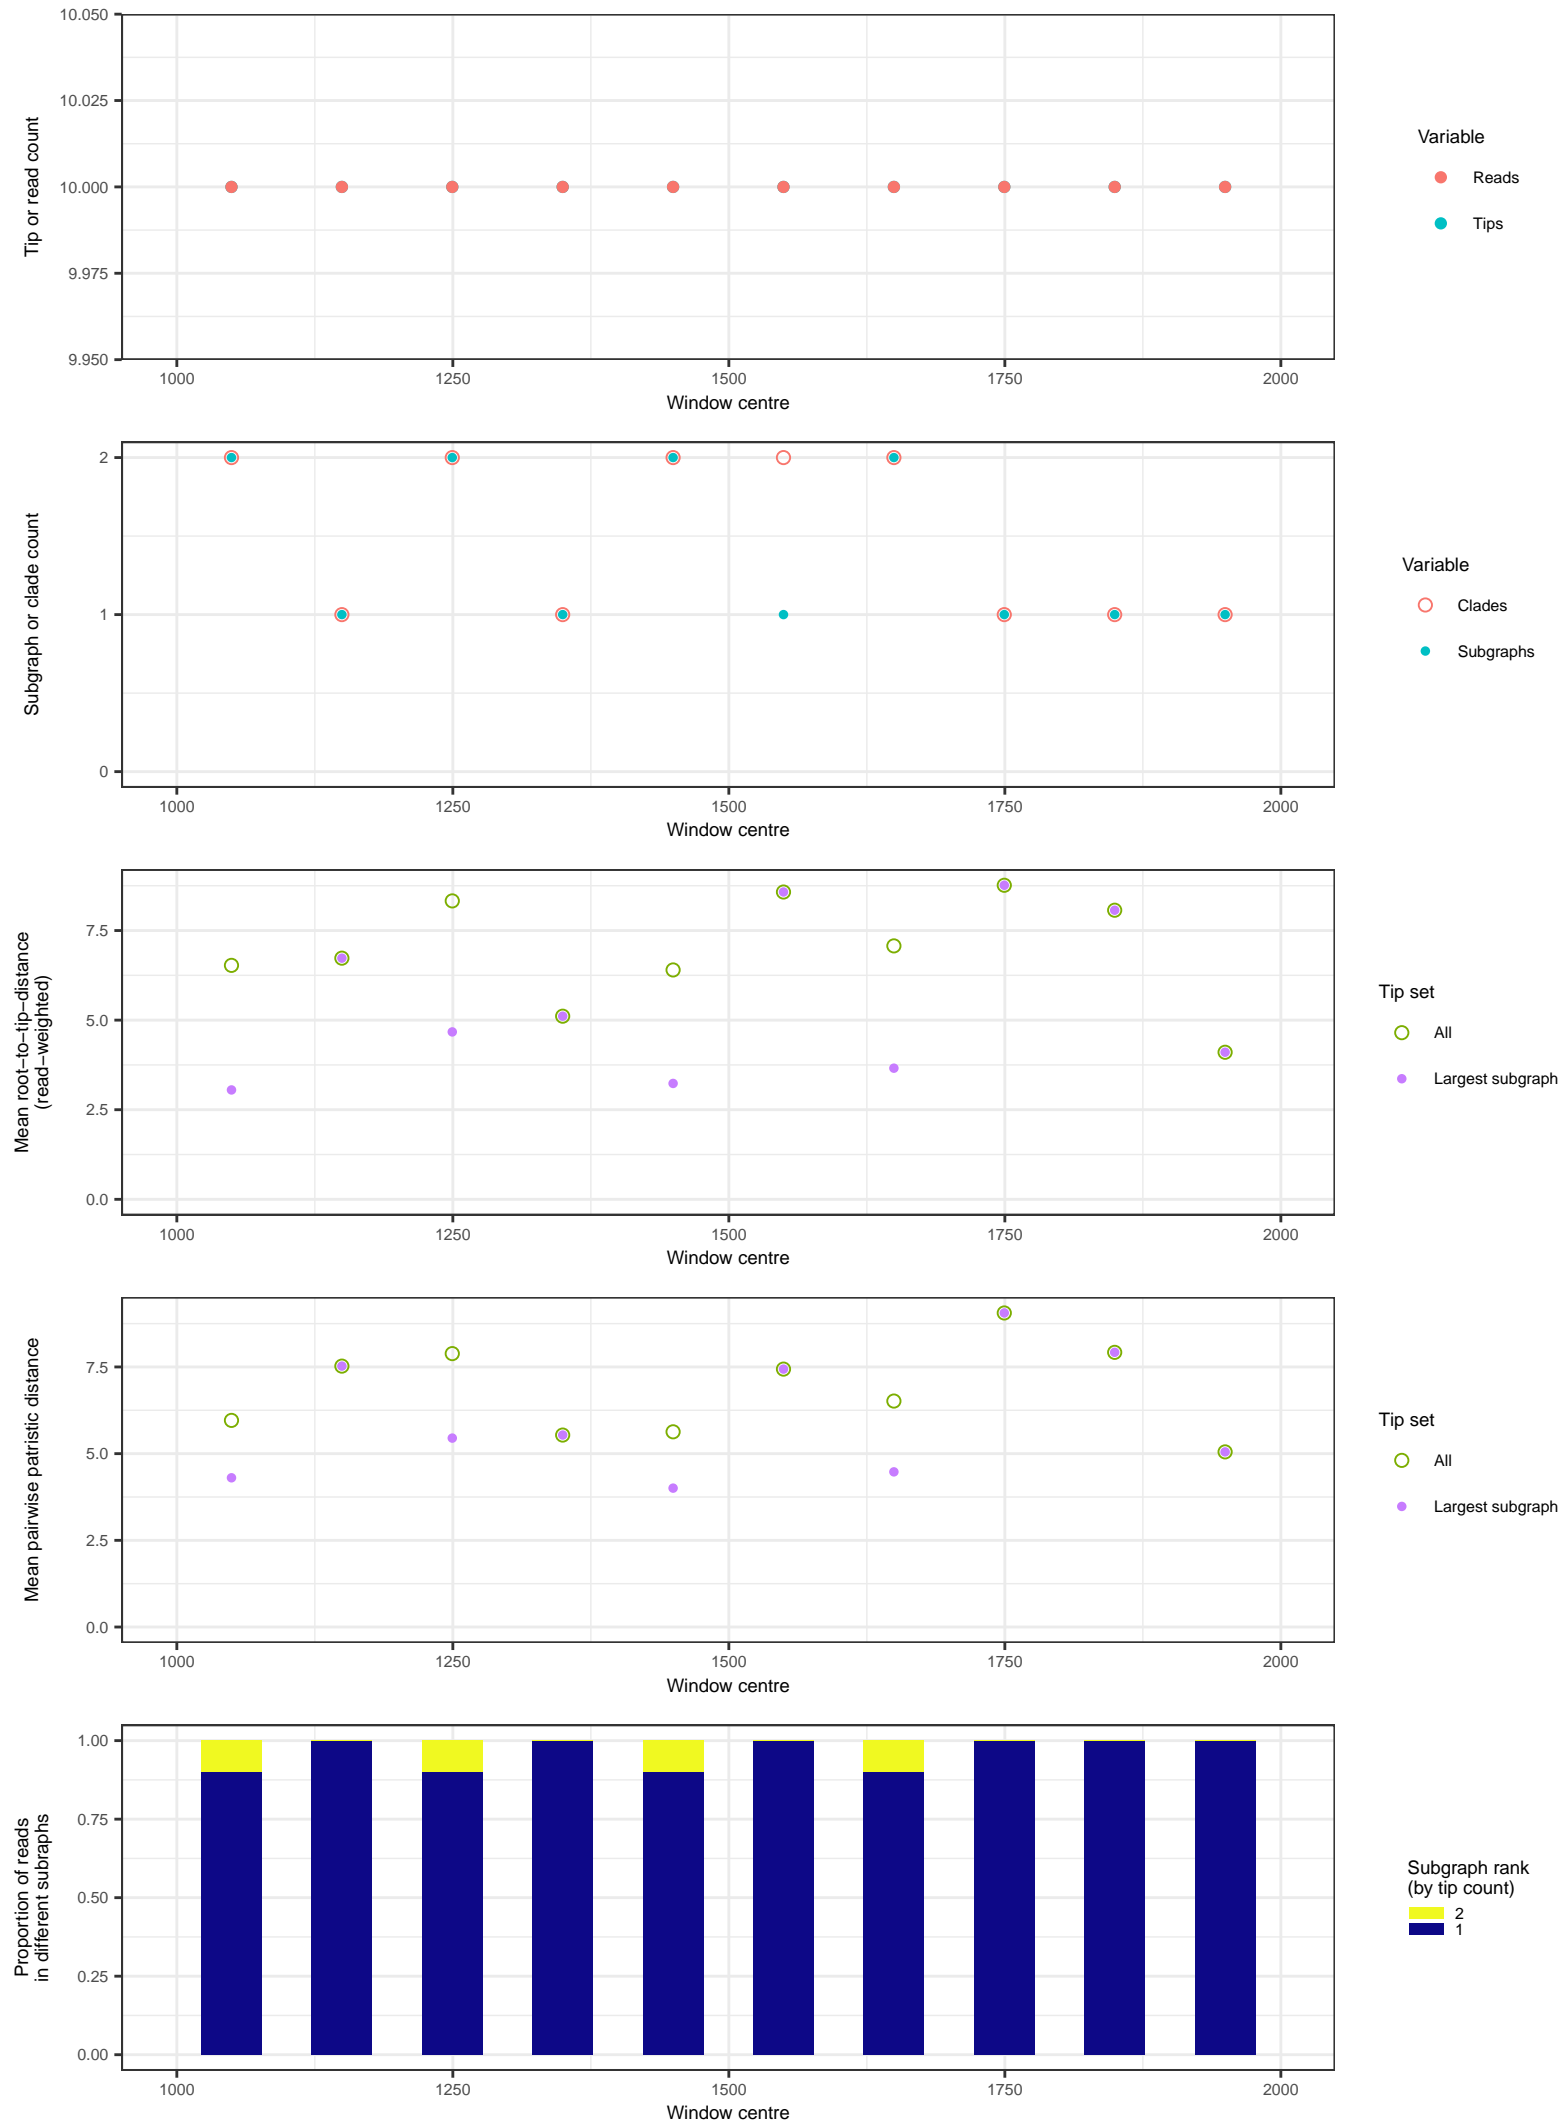 10.050
10.025
10.000
9.975
9.950
Tip or read count
1000 1250 1500 1750 2000
Window centre
Variable
Reads
Tips
2
1
0
Subgraph or clade count
1000 1250 1500 1750 2000
Window centre
Variable
Clades
Subgraphs
7.5
5.0
2.5
0.0
Mean root−to−tip−distance
(read−weighted)
1000 1250 1500 1750 2000
Window centre
Tip set
All
Largest subgraph
7.5
5.0
2.5
0.0
Mean pairwise patristic distance
1000 1250 1500 1750 2000
Window centre
Tip set
All
Largest subgraph
1.00
0.75
0.50
0.25
0.00
Proportion of reads
in different subraphs
1000 1250 1500 1750 2000
Window centre
Subgraph rank
(by tip count)
2
1